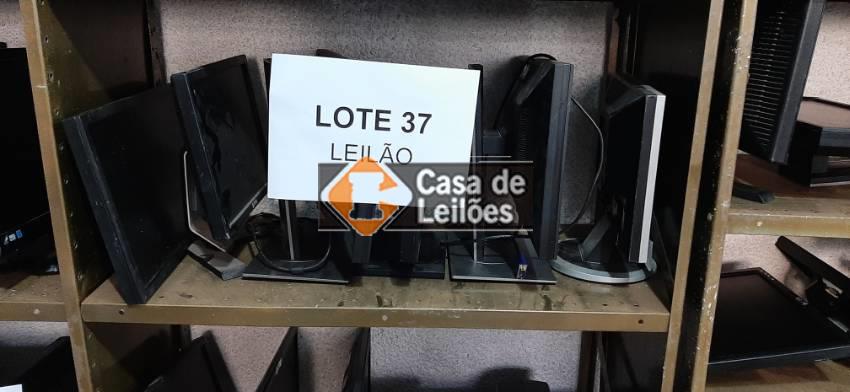 LOTE 37
LEILÃO
Casa de
Leilões